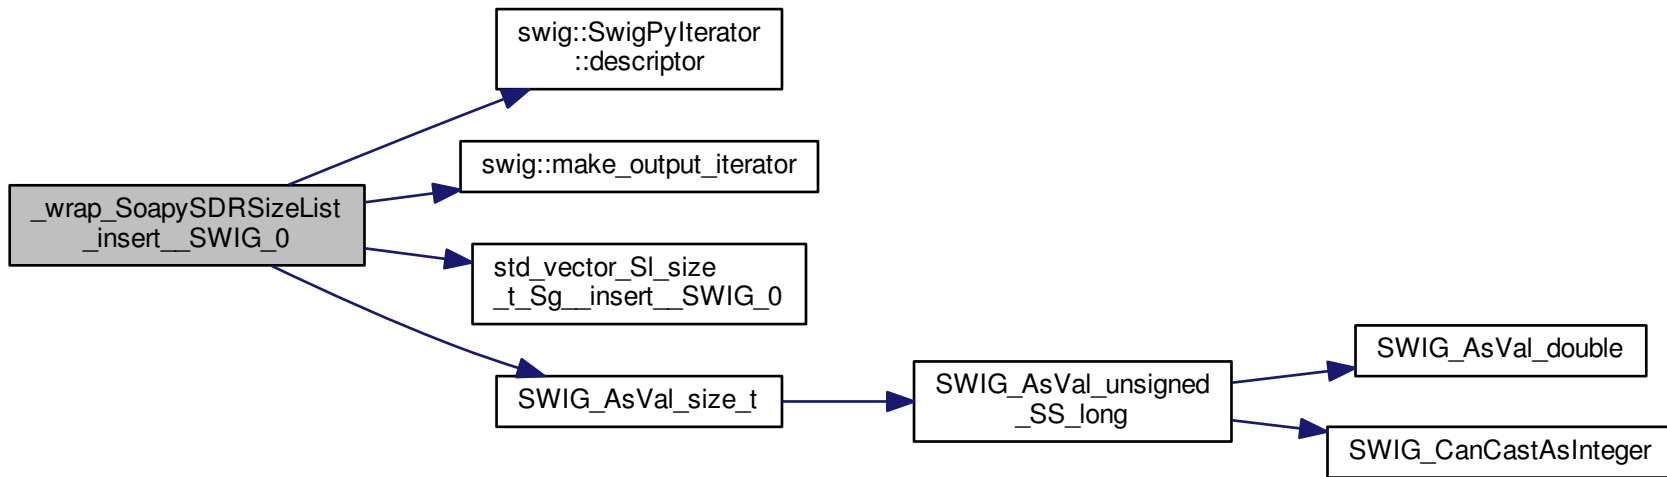 swig::SwigPyIterator
::descriptor
swig::make_output_iterator
_wrap_SoapySDRSizeList
_insert__SWIG_0
std_vector_Sl_size
_t_Sg__insert__SWIG_0
SWIG_AsVal_size_t
SWIG_AsVal_unsigned
_SS_long
SWIG_AsVal_double
SWIG_CanCastAsInteger